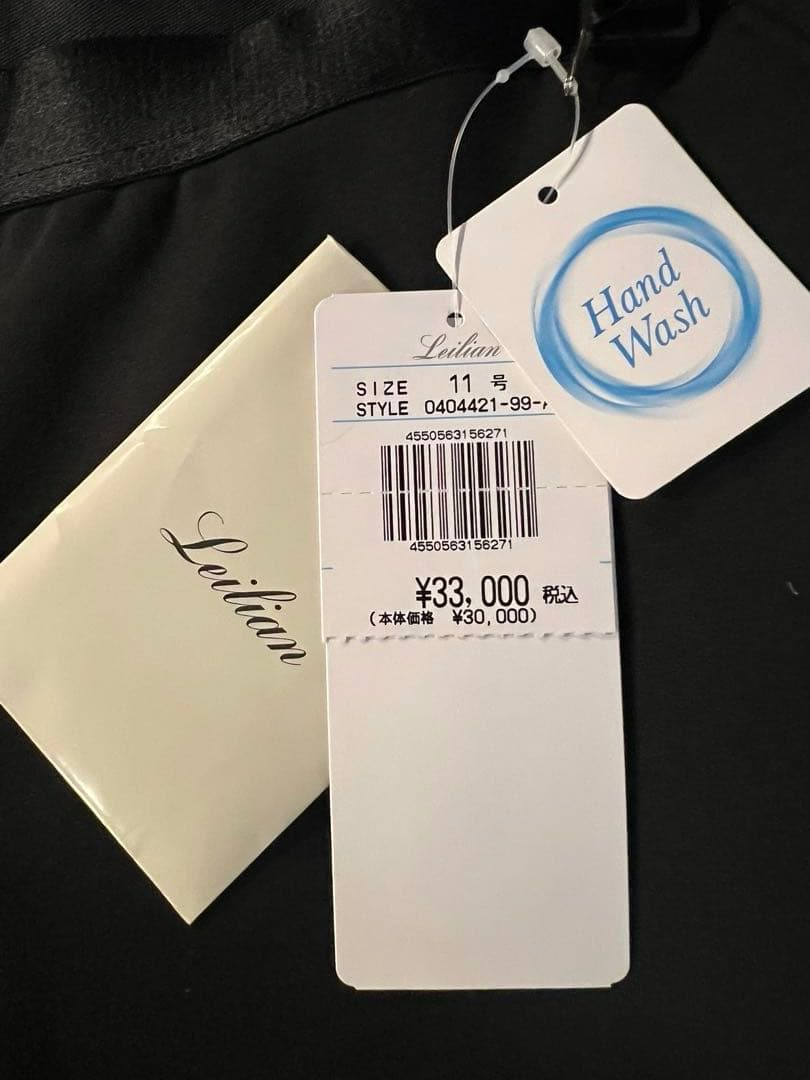 Leilian
SIZE 11 号
STYLE 0404421-99-
4550563156271
4550563156271
¥33,000 税込
(本体価格 ¥30,000)
Hand
Wash
Leilian